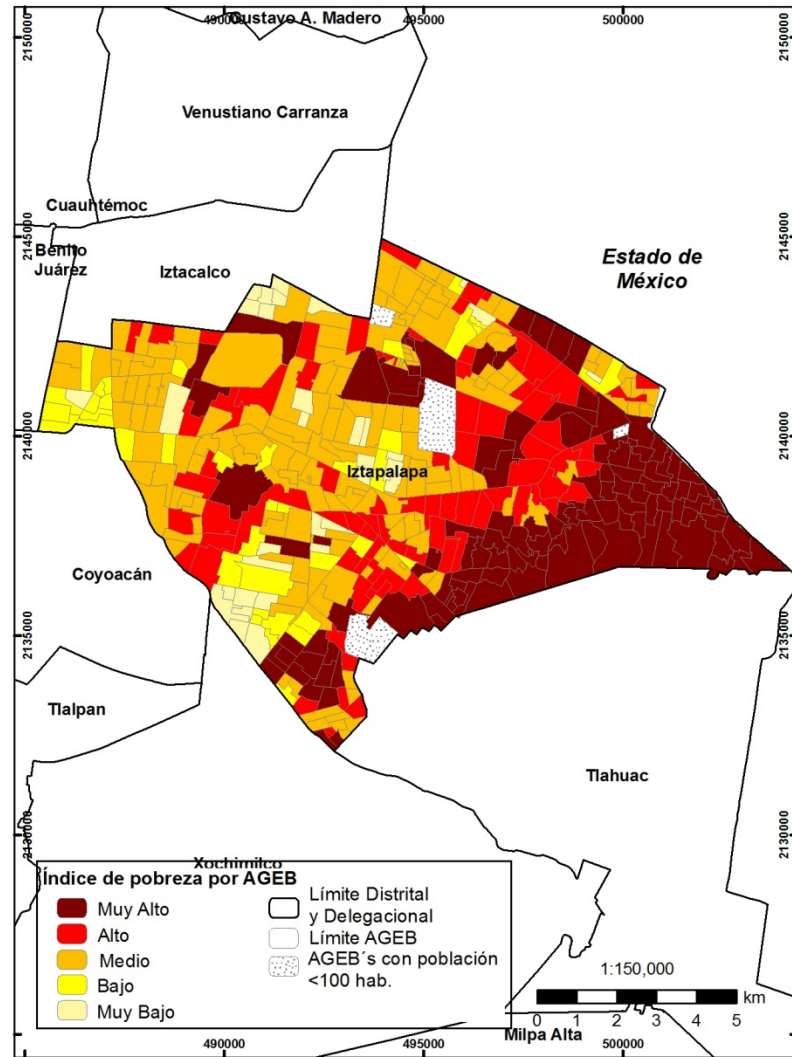 490000
495000
500000
Gustavo A. Madero
2150000
2150000
Venustiano Carranza
Cuauhtémoc
2145000
2145000
Benito
Juárez
Iztacalco
Estado de
México
2140000
2140000
Iztapalapa
Coyoacán
2135000
2135000
Tlalpan
Tlahuac
2130000
2130000
Xochimilco
Índice de pobreza por AGEB
Muy Alto
Alto
Medio
Bajo
Muy Bajo
Límite Distrital
y Delegacional
Límite AGEB
AGEB´s con población
<100 hab.
1:150,000
km
0 1 2 3 4 5
Milpa Alta
490000
495000
500000